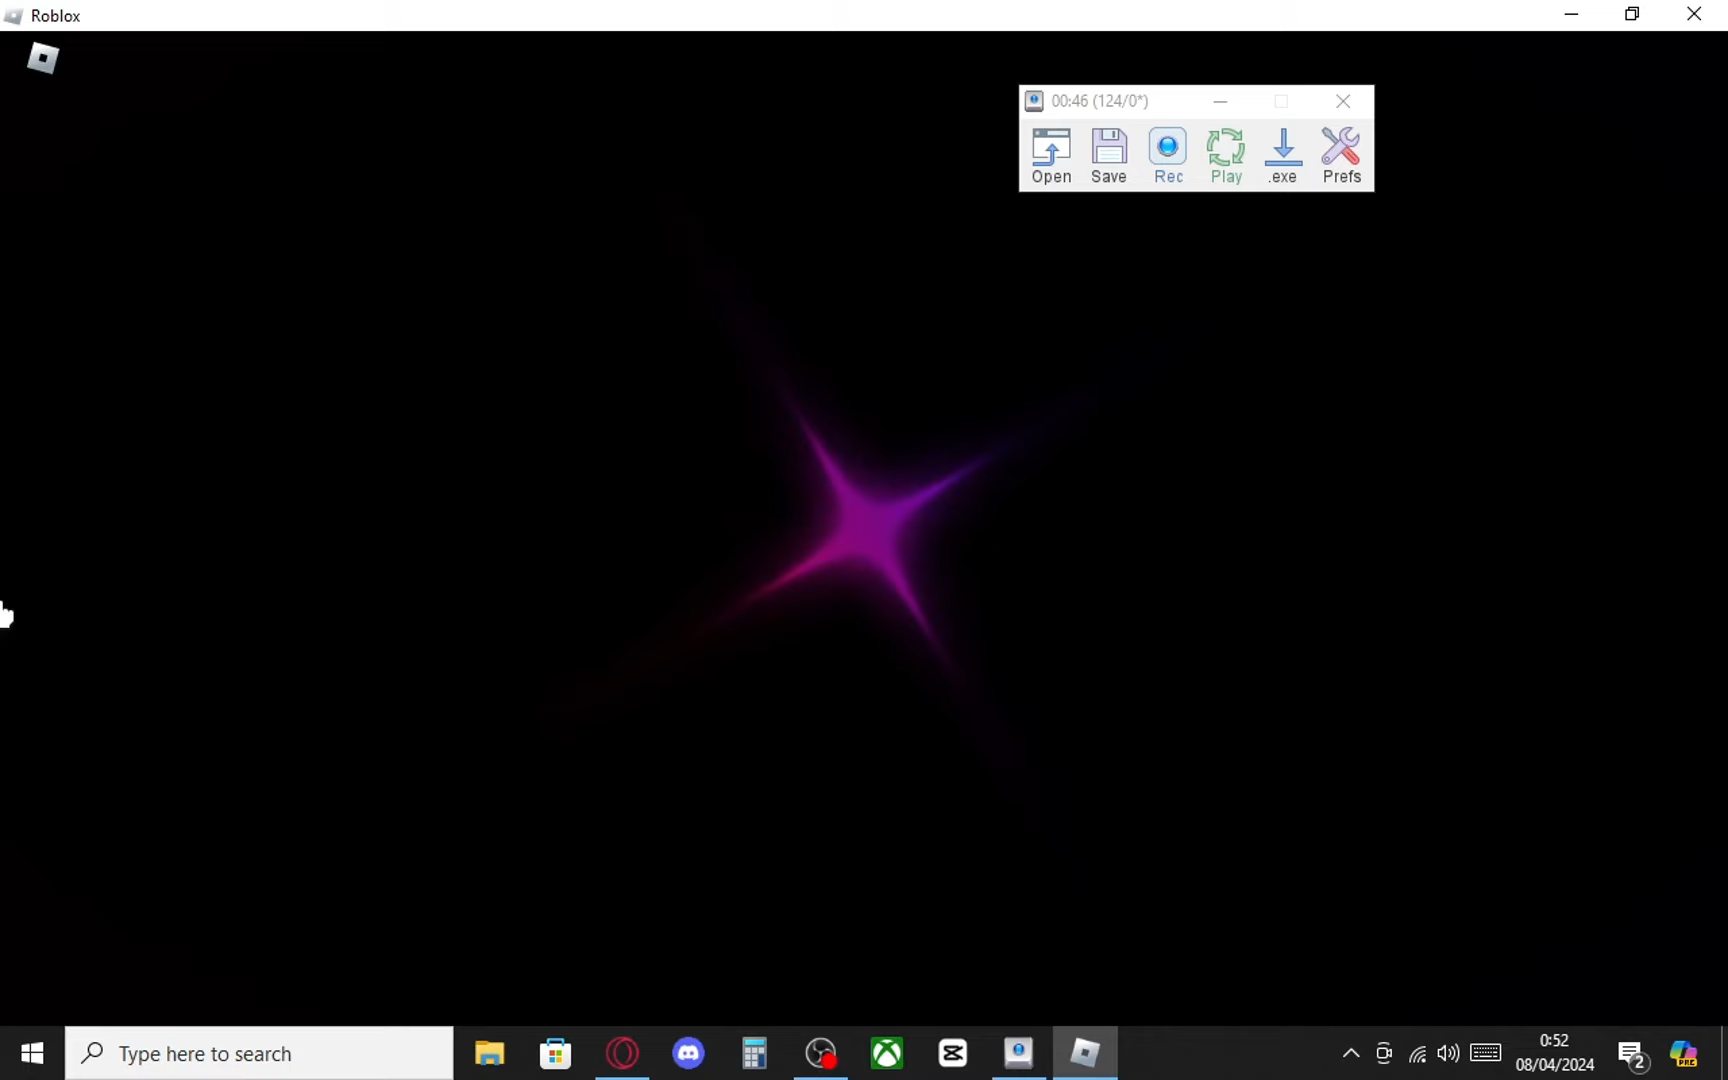 Roblox
00:46 (124/0*)
Open Save Rec Play .exe Prefs
Type here to search
0:52
08/04/2024
2
PRE